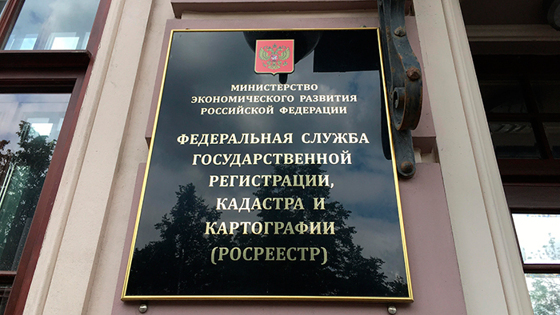 МИНИСТЕРСТВО
ЭКОНОМИЧЕСКОГО РАЗВИТИЯ
РОССИЙСКОЙ ФЕДЕРАЦИИ
ФЕДЕРАЛЬНАЯ СЛУЖБА
ГОСУДАРСТВЕННОЙ
РЕГИСТРАЦИИ,
КАДАСТРА И
КАРТОГРАФИИ
(РОСРЕЕСТР)